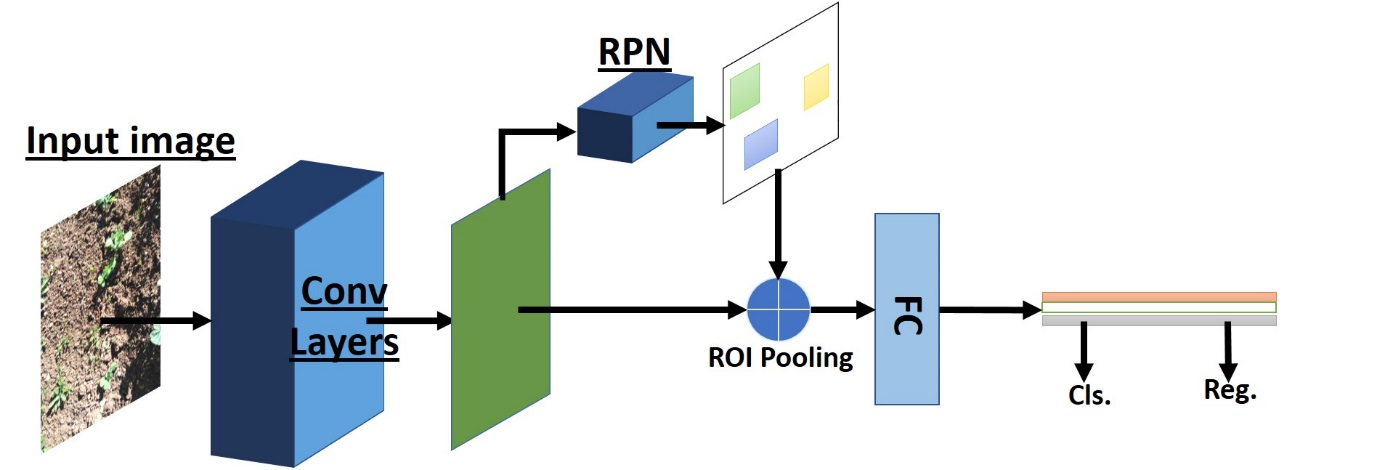 RPN
Input image
Conv
Layers
ROI Pooling
FC
Cls.
Reg.